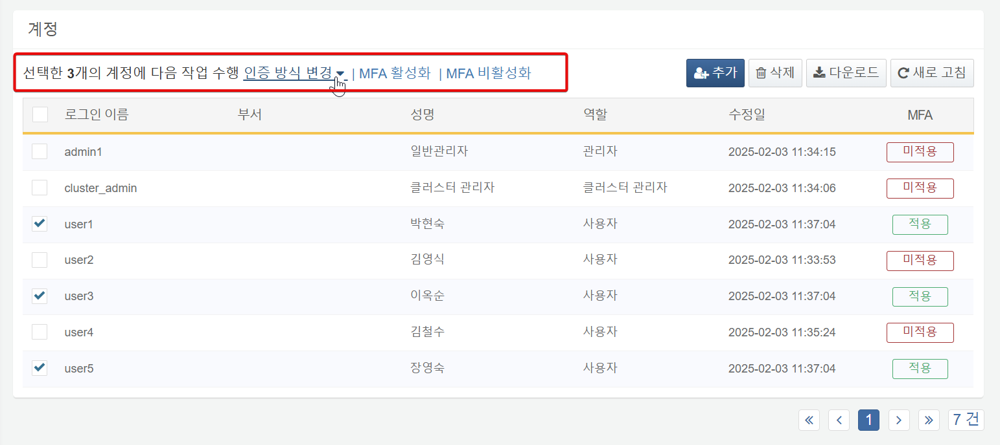 계정
선택한 3개의 계정에 다음 작업 수행 인증 방식 변경 | MFA 활성화 | MFA 비활성화 추가 삭제 다운로드 새로 고침
로그인 이름 부서 성명 역할 수정일 MFA
admin1 일반관리자 관리자 2025-02-03 11:34:15 미적용
cluster_admin 클러스터 관리자 클러스터 관리자 2025-02-03 11:34:06 미적용
user1 박현숙 사용자 2025-02-03 11:37:04 적용
user2 김영식 사용자 2025-02-03 11:33:53 미적용
user3 이옥순 사용자 2025-02-03 11:37:04 적용
user4 김철수 사용자 2025-02-03 11:35:24 미적용
user5 장영숙 사용자 2025-02-03 11:37:04 적용
« ‹ 1 › » 7 건